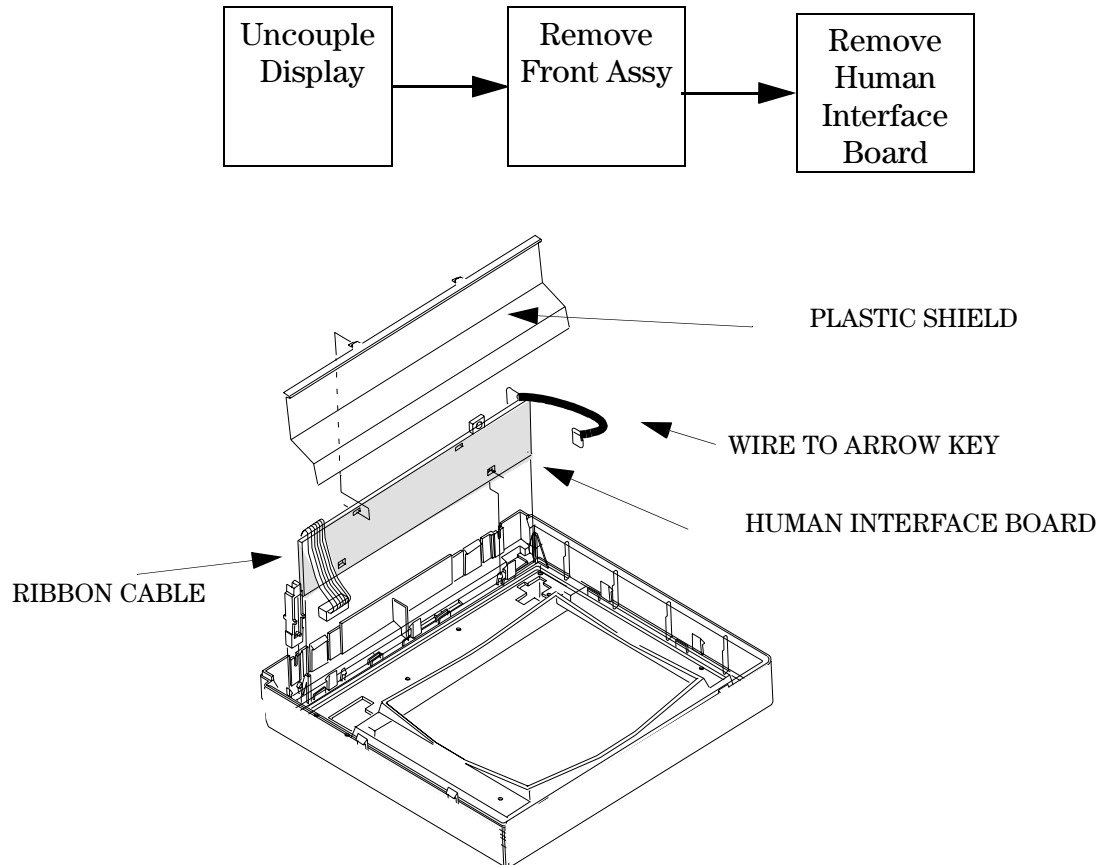 Uncouple
Display
Remove
Front Assy
Remove
Human
Interface
Board
PLASTIC SHIELD
WIRE TO ARROW KEY
HUMAN INTERFACE BOARD
RIBBON CABLE